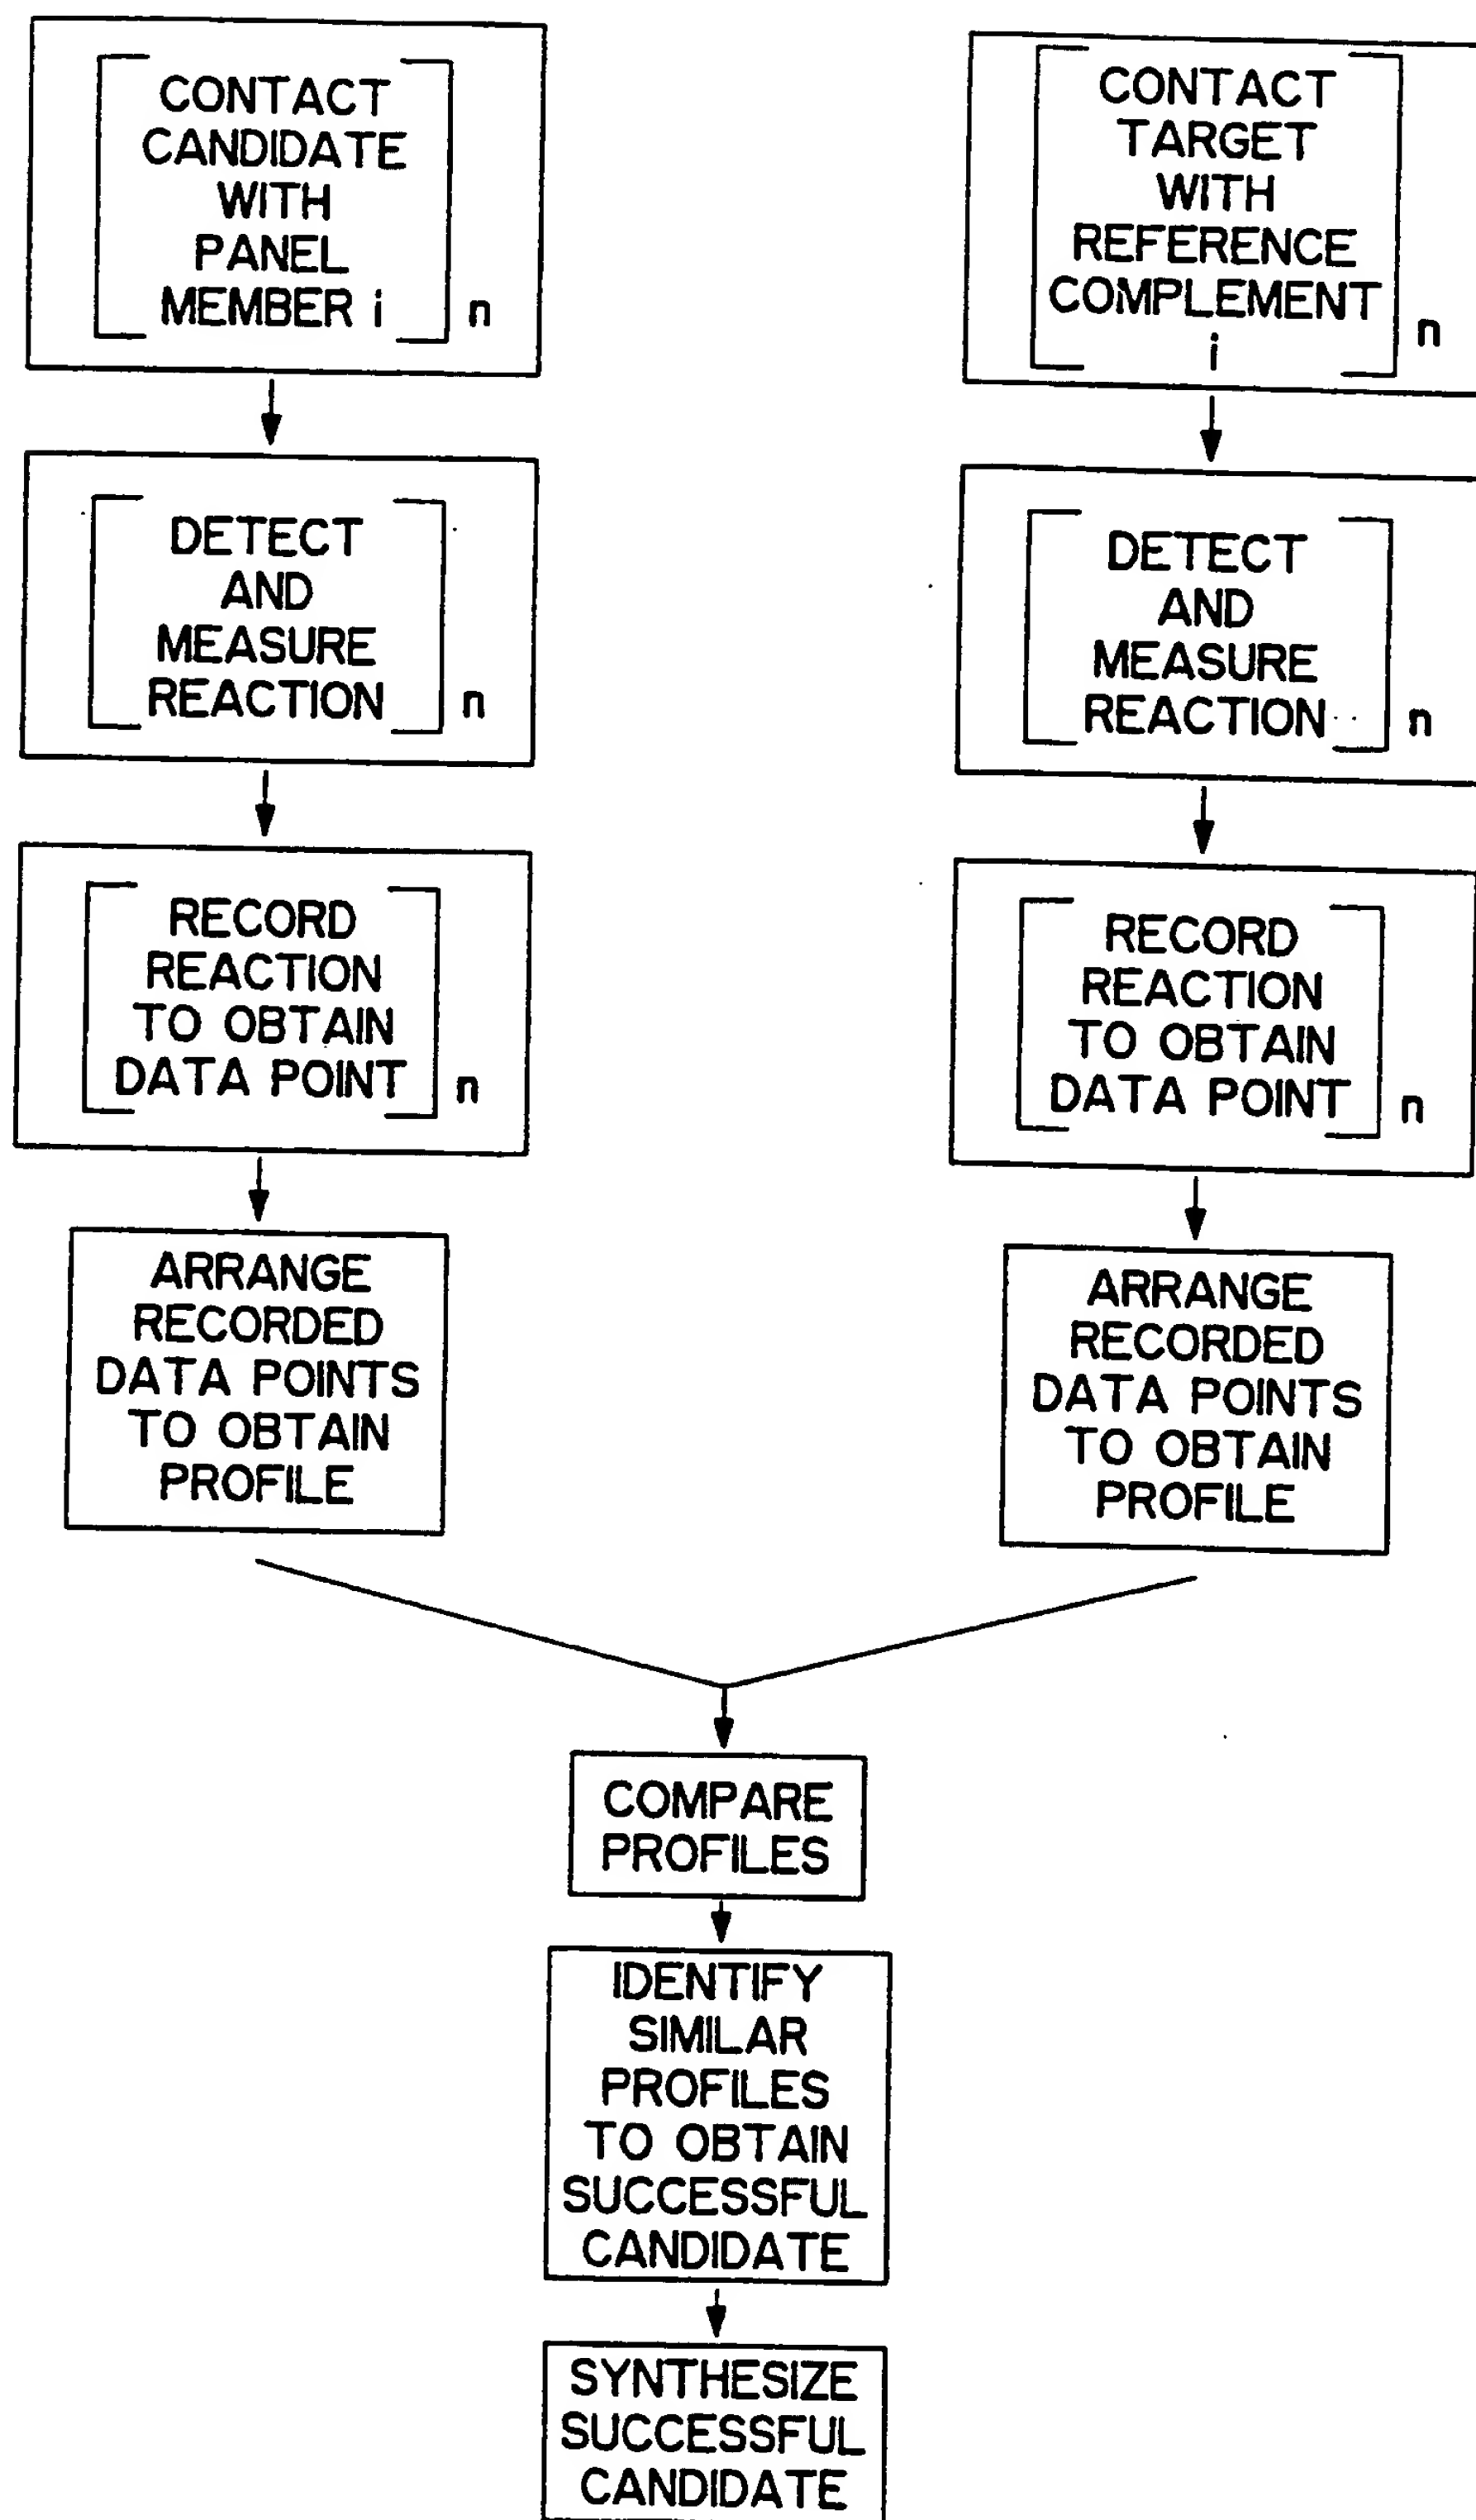 CONTACT
CANDIDATE
WITH
PANEL
MEMBER i
n
DETECT
AND
MEASURE
REACTION
n
RECORD
REACTION
TO OBTAIN
DATA POINT
n
ARRANGE
RECORDED
DATA POINTS
TO OBTAIN
PROFILE
CONTACT
TARGET
WITH
REFERENCE
COMPLEMENT
i
n
DETECT
AND
MEASURE
REACTION
n
RECORD
REACTION
TO OBTAIN
DATA POINT
n
ARRANGE
RECORDED
DATA POINTS
TO OBTAIN
PROFILE
COMPARE
PROFILES
IDENTIFY
SIMILAR
PROFILES
TO OBTAIN
SUCCESSFUL
CANDIDATE
SYNTHESIZE
SUCCESSFUL
CANDIDATE